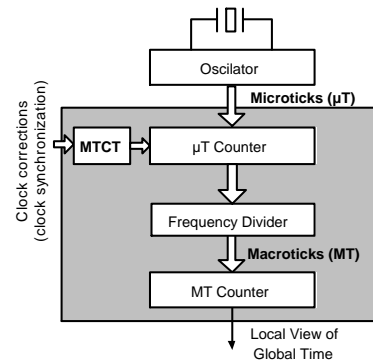 Oscilator
Microticks (µT)
Clock corrections
(clock synchronization)
MTCT
µT Counter
Frequency Divider
Macroticks (MT)
MT Counter
Local View of
Global Time